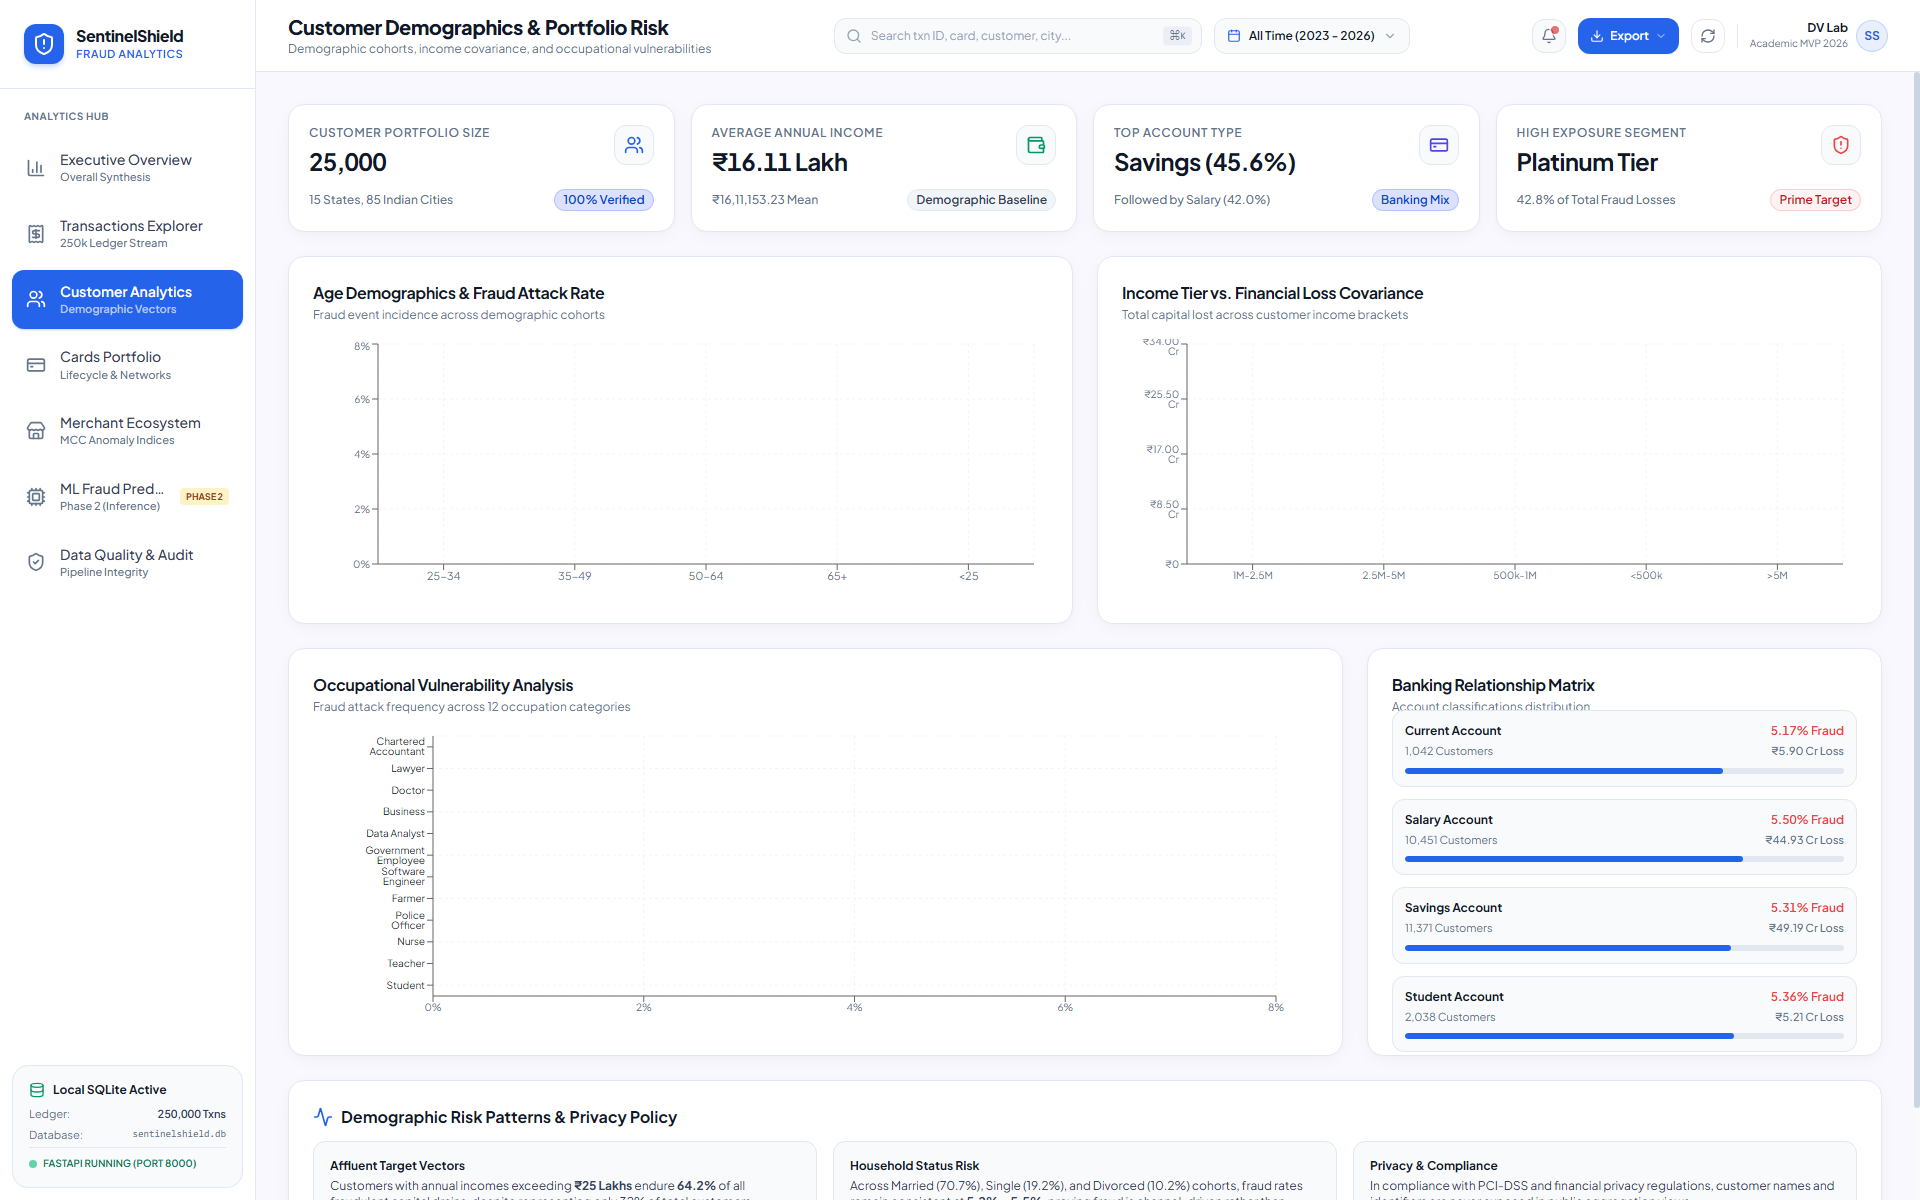 SentinelShield
FRAUD ANALYTICS
ANALYTICS HUB
Executive Overview
Overall Synthesis
Transactions Explorer
250k Ledger Stream
Customer Analytics
Demographic Vectors
Cards Portfolio
Lifecycle & Networks
Merchant Ecosystem
MCC Anomaly Indices
ML Fraud Pred...
Phase 2 (Inference)
PHASE 2
Data Quality & Audit
Pipeline Integrity
Local SQLite Active
Ledger: 250,000 Txns
Database: sentinelshield.db
FASTAPI RUNNING (PORT 8000)
Customer Demographics & Portfolio Risk
Demographic cohorts, income covariance, and occupational vulnerabilities
Search txn ID, card, customer, city...
⌘K
All Time (2023 - 2026)
Export
DV Lab
Academic MVP 2026
SS
CUSTOMER PORTFOLIO SIZE
25,000
15 States, 85 Indian Cities
100% Verified
AVERAGE ANNUAL INCOME
₹16.11 Lakh
₹16,11,153.23 Mean
Demographic Baseline
TOP ACCOUNT TYPE
Savings (45.6%)
Followed by Salary (42.0%)
Banking Mix
HIGH EXPOSURE SEGMENT
Platinum Tier
42.8% of Total Fraud Losses
Prime Target
Age Demographics & Fraud Attack Rate
Fraud event incidence across demographic cohorts
8%
6%
4%
2%
0%
25-34 35-49 50-64 65+ <25
Income Tier vs. Financial Loss Covariance
Total capital lost across customer income brackets
₹34.00
Cr
₹25.50
Cr
₹17.00
Cr
₹8.50
Cr
₹0
1M-2.5M 2.5M-5M 500k-1M <500k >5M
Occupational Vulnerability Analysis
Fraud attack frequency across 12 occupation categories
Chartered
Accountant
Lawyer
Doctor
Business
Data Analyst
Government
Employee
Software
Engineer
Farmer
Police
Officer
Nurse
Teacher
Student
0% 2% 4% 6% 8%
Banking Relationship Matrix
Account classifications distribution
Current Account 5.17% Fraud
1,042 Customers ₹5.90 Cr Loss
Salary Account 5.50% Fraud
10,451 Customers ₹44.93 Cr Loss
Savings Account 5.31% Fraud
11,371 Customers ₹49.19 Cr Loss
Student Account 5.36% Fraud
2,038 Customers ₹5.21 Cr Loss
Demographic Risk Patterns & Privacy Policy
Affluent Target Vectors
Customers with annual incomes exceeding ₹25 Lakhs endure 64.2% of all
Household Status Risk
Across Married (70.7%), Single (19.2%), and Divorced (10.2%) cohorts, fraud rates
Privacy & Compliance
In compliance with PCI-DSS and financial privacy regulations, customer names and